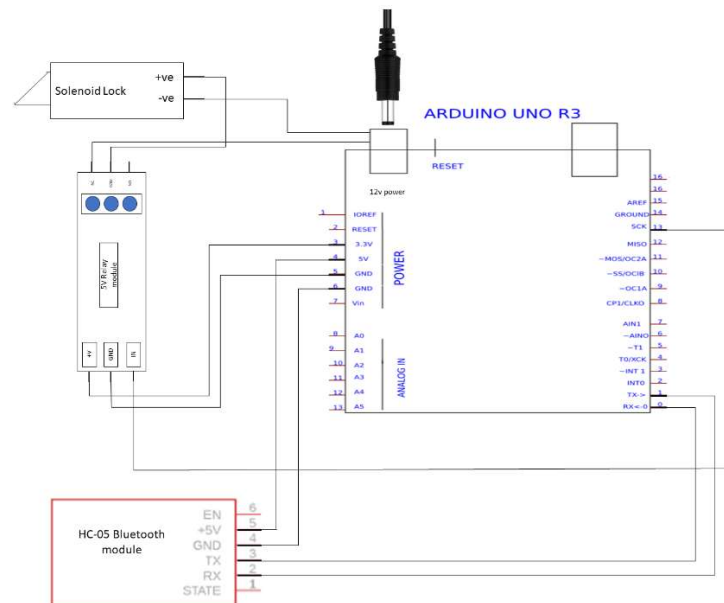 +ve
Solenoid Lock
-ve
ARDUINO UNO R3
RESET
12v power
5V Relay
module
+V
GND
IN
1 IOREF
2 RESET
3 3.3V
4 5V
5 GND
6 GND
7 Vin
POWER
8 A0
9 A1
10 A2
11 A3
12 A4
13 A5
ANALOG IN
16
16
AREF 15
GROUND 14
SCK 13
MISO 12
~MOS/OC2A 11
~SS/OCIB 10
~OC1A 9
CP1/CLKO 8
AIN1 7
~AINO 6
~T1 5
T0/XCK 4
~INT 1 3
INT0 2
TX-> 1
RX<-0 0
HC-05 Bluetooth
module
EN 6
+5V 5
GND 4
TX 3
RX 2
STATE 1